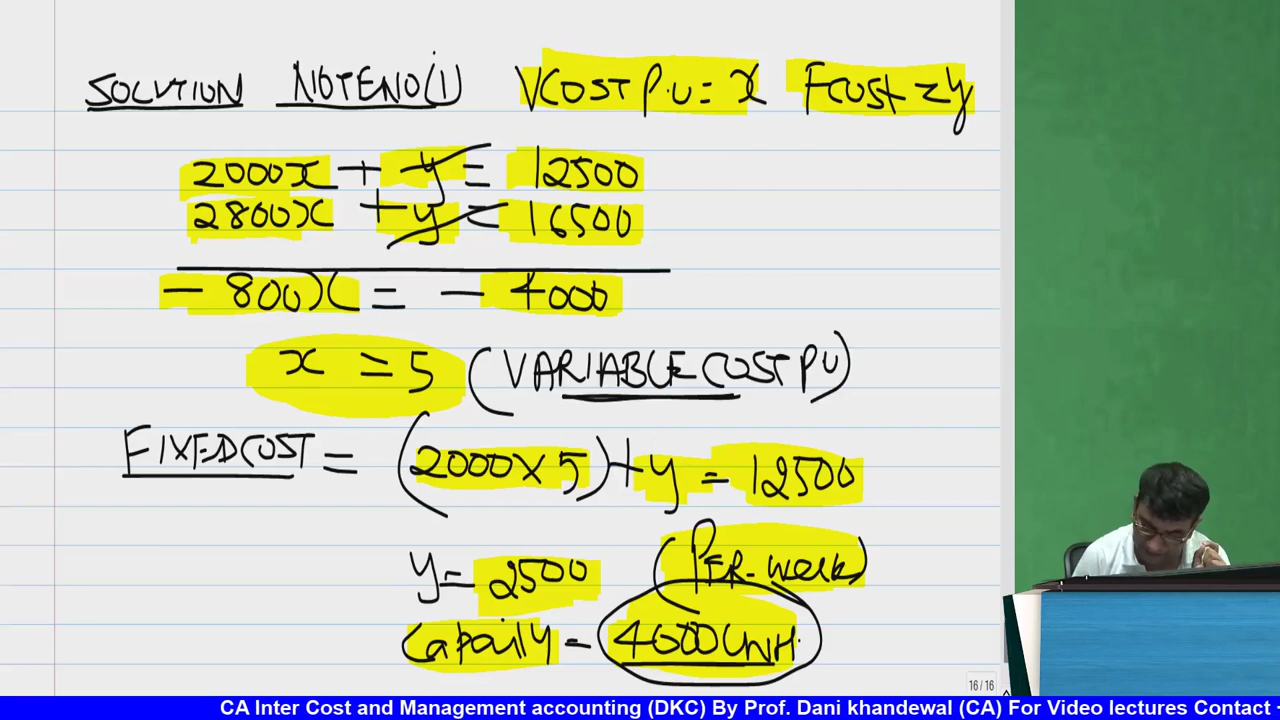 SOLUTION NOTENO(1) VCOST P.U = x FCost = y
2000x + y = 12500
2800x + y = 16500
- 800x = - 4000
x = 5 (VARIABLE COST PU)
FIXED COST = (2000 x 5) + y = 12500
y = 2500 (PER-week)
Capacity = 4000 Unit
16/16
CA Inter Cost and Management accounting (DKC) By Prof. Dani khandewal (CA) For Video lectures Contact -